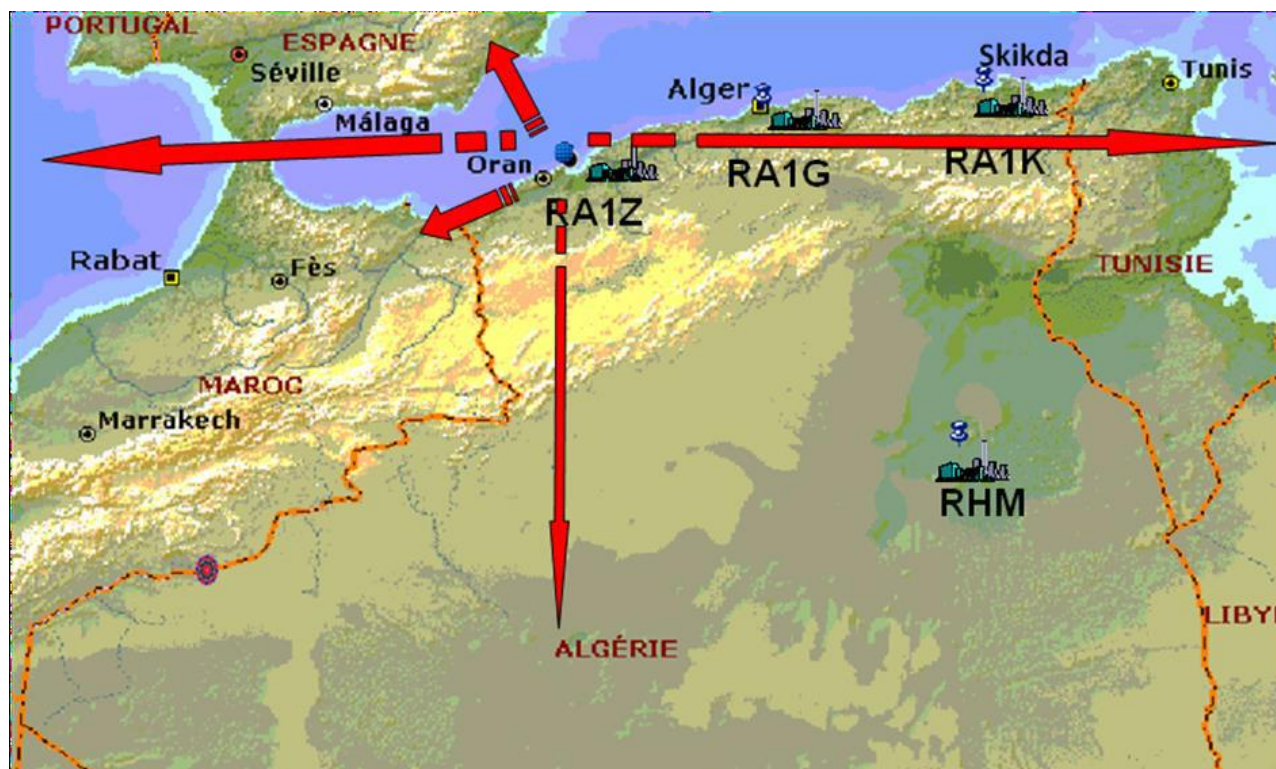 PORTUGAL
ESPAGNE
Séville
Málaga
Alger
Skikda
Tunis
Oran
RA1Z
RA1G
RA1K
Rabat
Fès
TUNISIE
MAROC
Marrakech
RHM
ALGÉRIE
LIBY